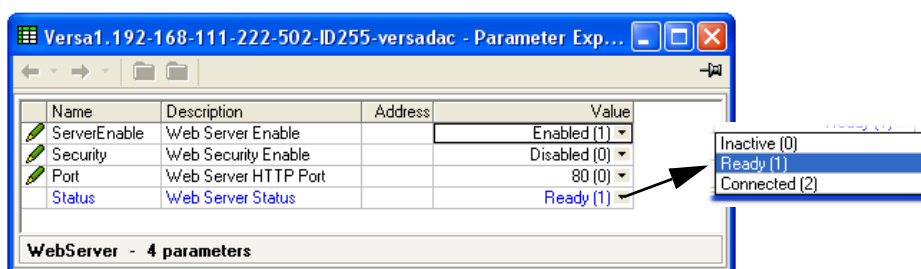 Versa1.192-168-111-222-502-ID255-versadac - Parameter Exp...
Name Description Address Value
ServerEnable Web Server Enable Enabled (1)
Security Web Security Enable Disabled (0)
Port Web Server HTTP Port 80 (0)
Status Web Server Status Ready (1)
WebServer - 4 parameters
Ready (1)
Inactive (0)
Ready (1)
Connected (2)